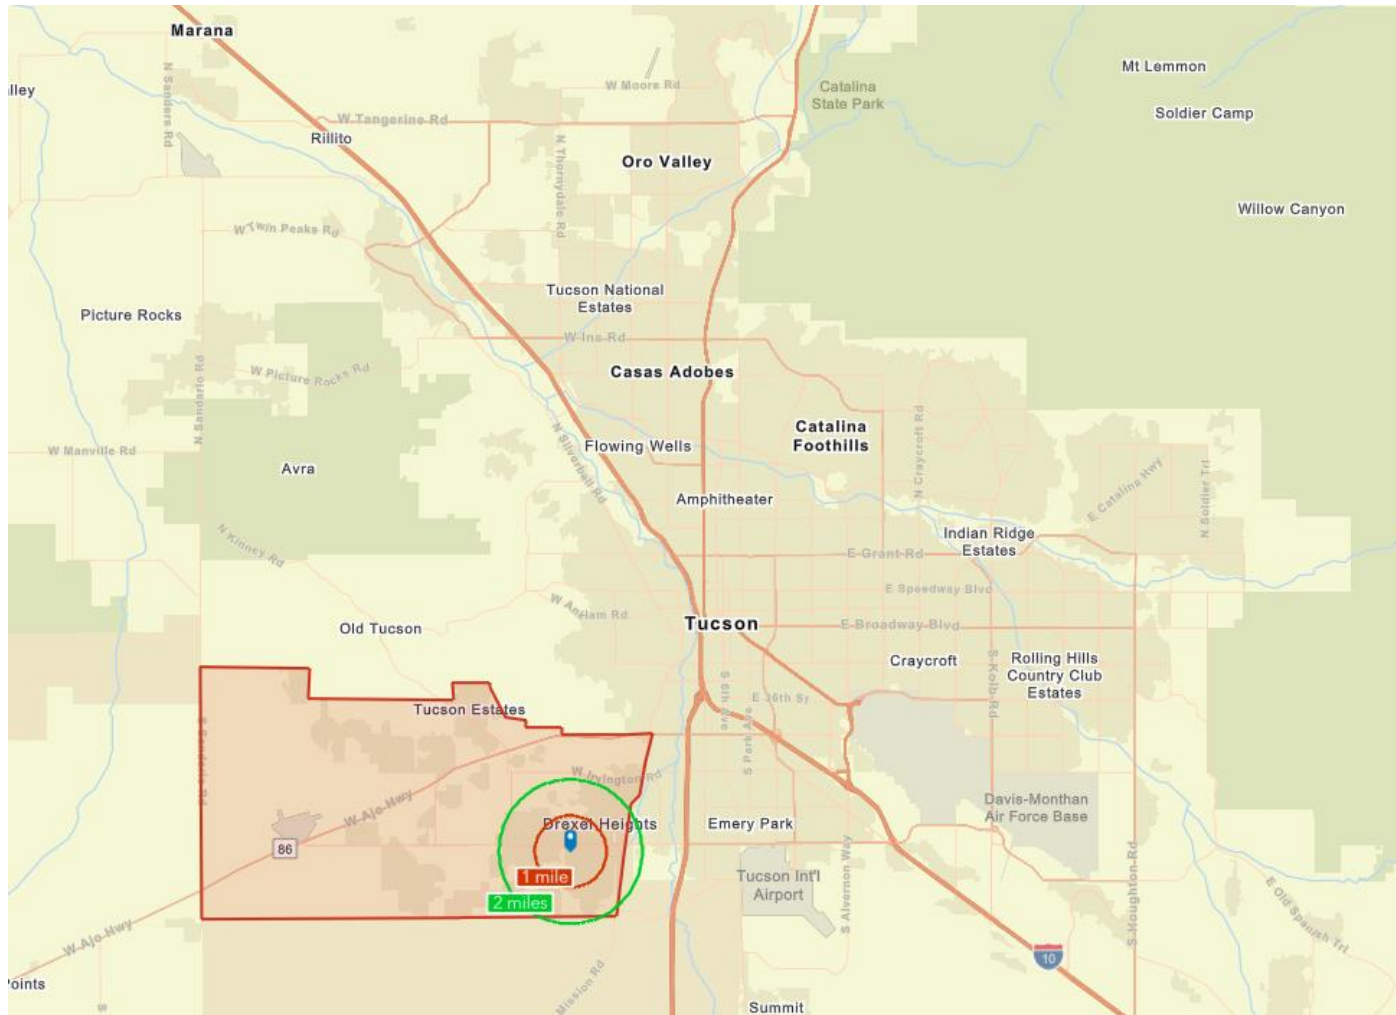 Marana
Mt Lemmon
lley
W Moore Rd
Catalina
State Park
Soldier Camp
N Sanders Rd
W Tangerine Rd
Rillito
N Thornydale Rd
Oro Valley
Willow Canyon
W Twin Peaks Rd
Tucson National
Estates
Picture Rocks
W Ina Rd
W Picture Rocks Rd
Casas Adobes
N Sandario Rd
Catalina
Foothills
N Craycroft Rd
W Manville Rd
N Silverbell Rd
Flowing Wells
Avra
E Catalina Hwy
N Soldier Trl
Amphitheater
N Kinney Rd
Indian Ridge
Estates
E Grant Rd
E Speedway Blvd
W Anklam Rd
Old Tucson
Tucson
E Broadway Blvd
Craycroft
Rolling Hills
Country Club
Estates
S Kolb Rd
S 6th Ave
E 36th St
Tucson Estates
S Park Ave
S Sandario Rd
W Irvington Rd
W Ajo Hwy
Davis-Monthan
Air Force Base
Drexel Heights
Emery Park
86
1 mile
Tucson Int'l
Airport
2 miles
S Alvernon Way
S Houghton Rd
E Old Spanish Trl
W Ajo Hwy
10
Points
S
Mission Rd
Summit